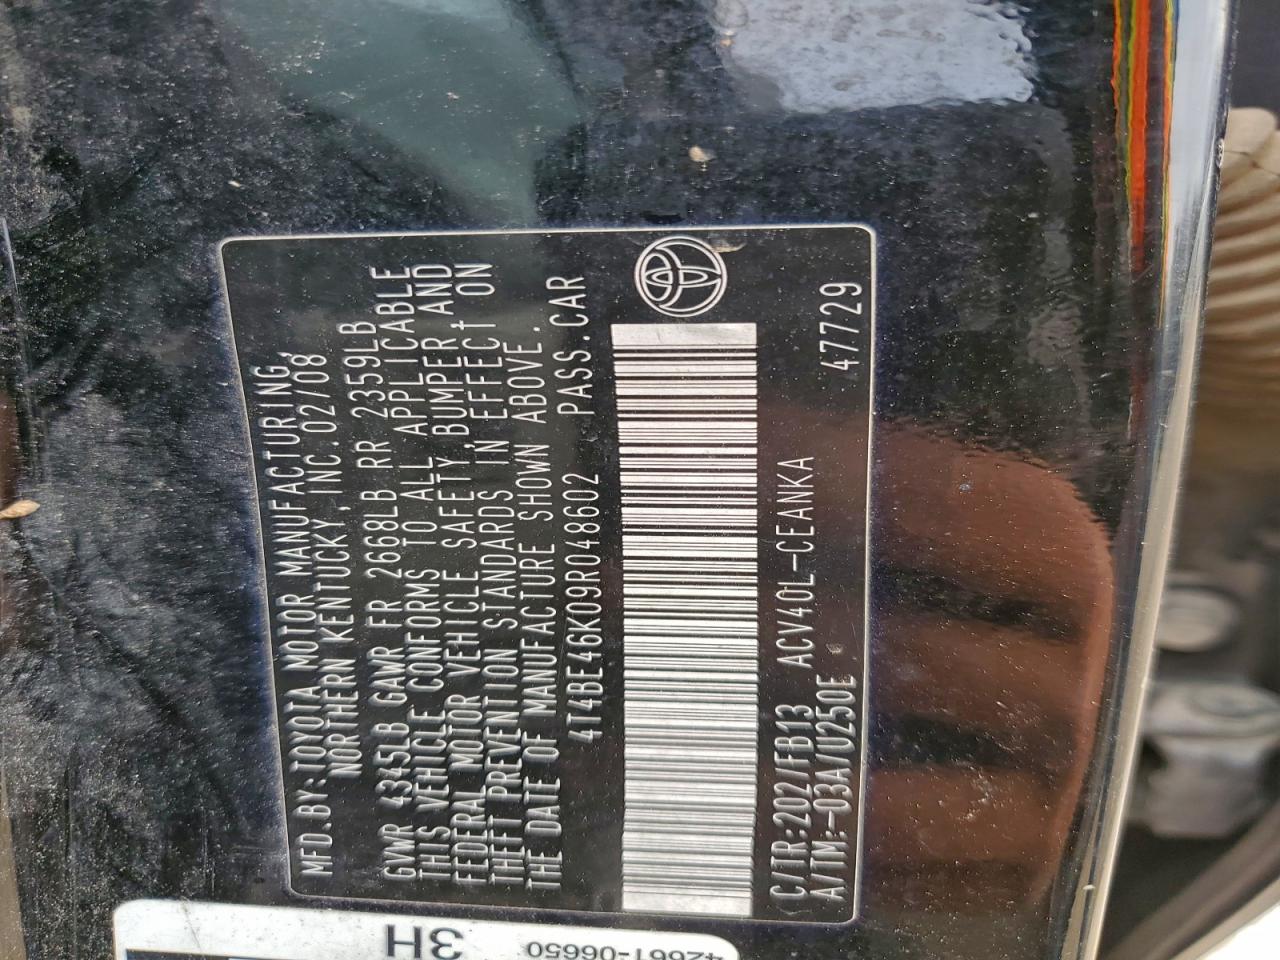 MFD.BY:TOYOTA MOTOR MANUFACTURING,
NORTHERN KENTUCKY, INC.02/08
GVWR 4345LB GAWR FR 2668LB RR 2359LB
THIS VEHICLE CONFORMS TO ALL APPLICABLE
FEDERAL MOTOR VEHICLE SAFETY,BUMPER AND
THEFT PREVENTION STANDARDS IN EFFECT ON
THE DATE OF MANUFACTURE SHOWN ABOVE.
4T4BE46K09R048602 PASS.CAR
C/TR:202/FB13 ACV40L-CEANKA
A/TM:-03A/U250E 47729
3H
42661-06650